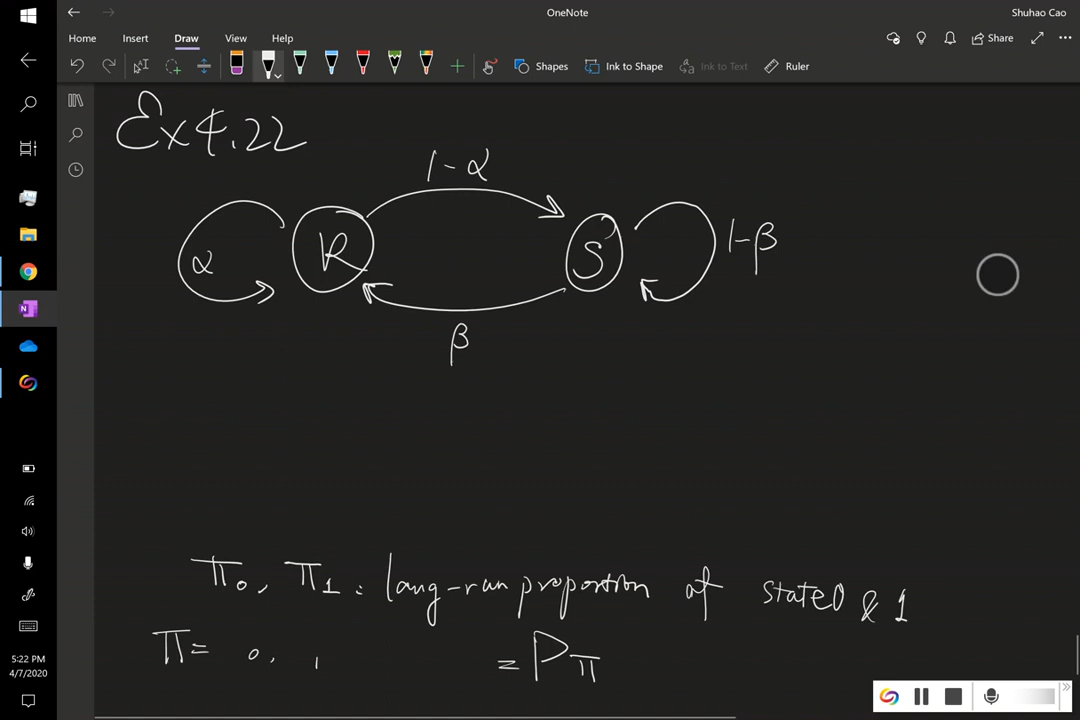 OneNote
Shuhao Cao
Home Insert Draw View Help
Share
Shapes Ink to Shape Ink to Text Ruler
Ex 4.22
1-α
α R S 1-β
β
π₀, π₁ : long-run proportion of state 0 & 1
π = 0, 1 = Pπ
5:22 PM
4/7/2020